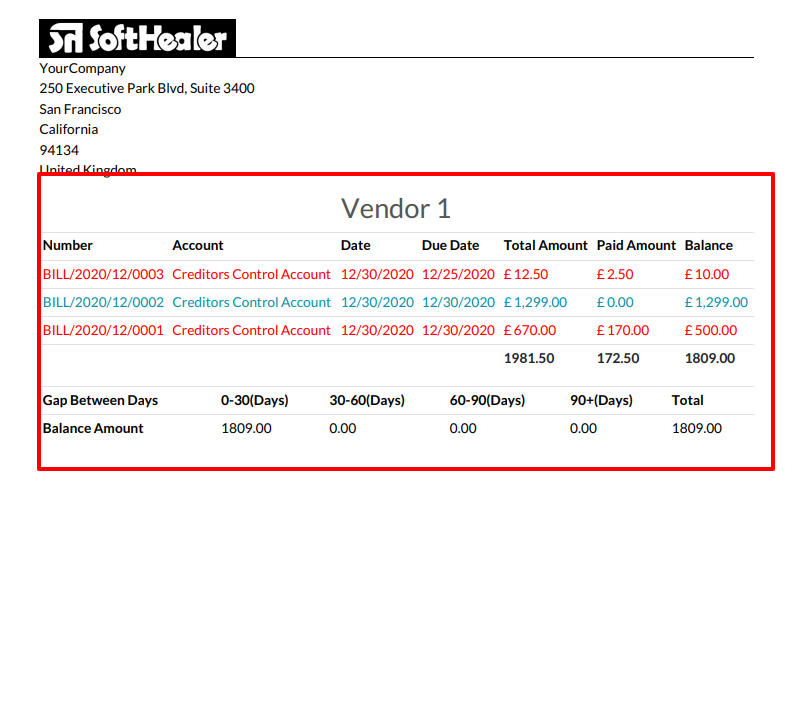 SoftHealer
YourCompany
250 Executive Park Blvd, Suite 3400
San Francisco
California
94134
United Kingdom
Vendor 1
Number Account Date Due Date Total Amount Paid Amount Balance
BILL/2020/12/0003 Creditors Control Account 12/30/2020 12/25/2020 £ 12.50 £ 2.50 £ 10.00
BILL/2020/12/0002 Creditors Control Account 12/30/2020 12/30/2020 £ 1,299.00 £ 0.00 £ 1,299.00
BILL/2020/12/0001 Creditors Control Account 12/30/2020 12/30/2020 £ 670.00 £ 170.00 £ 500.00
1981.50 172.50 1809.00
Gap Between Days 0-30(Days) 30-60(Days) 60-90(Days) 90+(Days) Total
Balance Amount 1809.00 0.00 0.00 0.00 1809.00